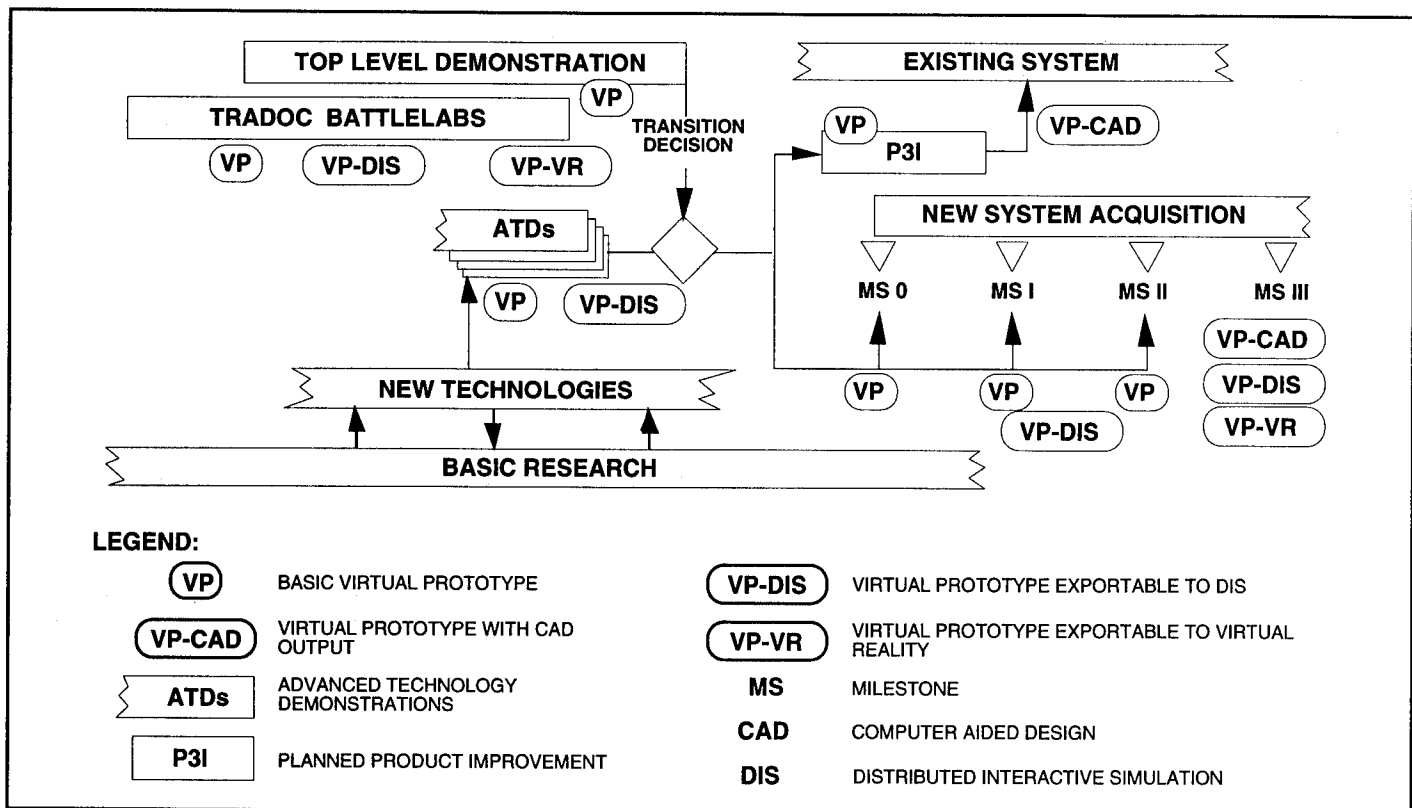 TOP LEVEL DEMONSTRATION
VP
TRADOC BATTLELABS
VP
VP-DIS
VP-VR
TRANSITION
DECISION
EXISTING SYSTEM
VP
P3I
VP-CAD
ATDs
VP
VP-DIS
NEW SYSTEM ACQUISITION
MS 0
MS I
MS II
MS III
VP
VP
VP-DIS
VP
VP-CAD
VP-DIS
VP-VR
NEW TECHNOLOGIES
BASIC RESEARCH
LEGEND:
VP
BASIC VIRTUAL PROTOTYPE
VP-CAD
VIRTUAL PROTOTYPE WITH CAD
OUTPUT
ATDs
ADVANCED TECHNOLOGY
DEMONSTRATIONS
P3I
PLANNED PRODUCT IMPROVEMENT
VP-DIS
VIRTUAL PROTOTYPE EXPORTABLE TO DIS
VP-VR
VIRTUAL PROTOTYPE EXPORTABLE TO VIRTUAL
REALITY
MS
MILESTONE
CAD
COMPUTER AIDED DESIGN
DIS
DISTRIBUTED INTERACTIVE SIMULATION